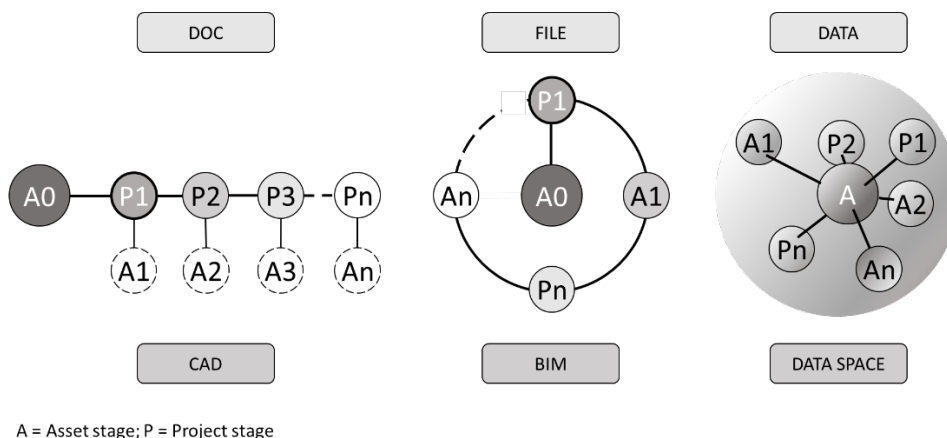 DOC
FILE
DATA
A0
P1
P2
P3
Pn
A1
A2
A3
An
P1
An
A0
A1
Pn
A1
P2
P1
A
A2
Pn
An
CAD
BIM
DATA SPACE
A = Asset stage; P = Project stage